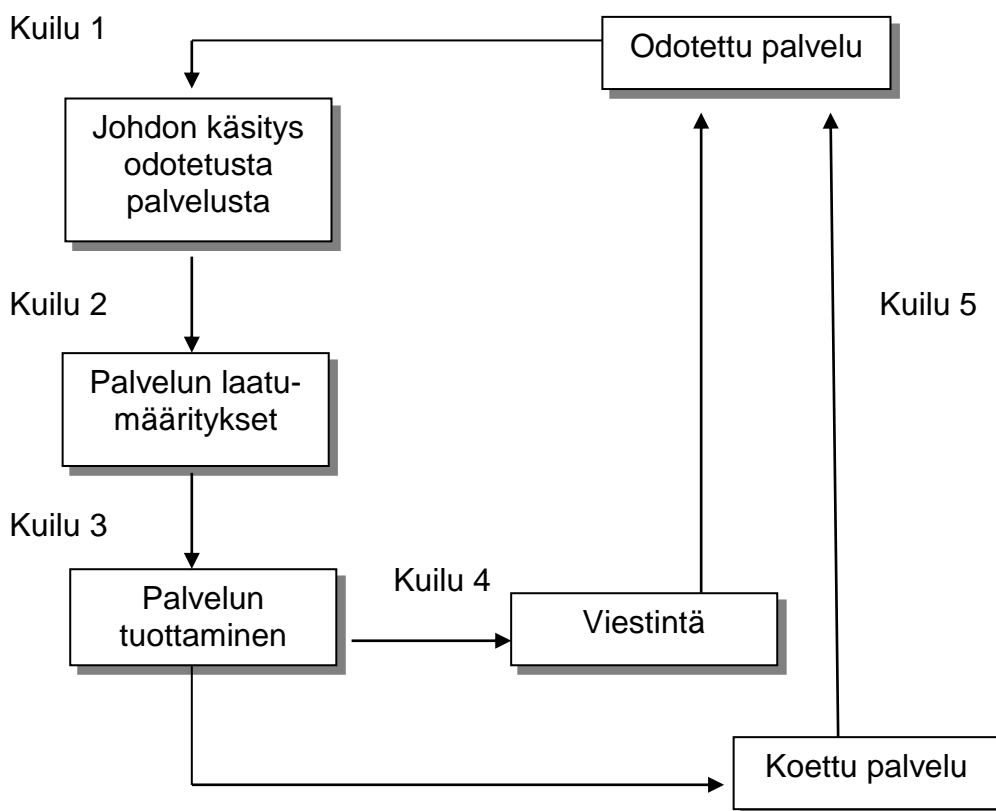 Kuilu 1
Odotettu palvelu
Johdon käsitys
odotetusta
palvelusta
Kuilu 2
Kuilu 5
Palvelun laatu-
määritykset
Kuilu 3
Kuilu 4
Palvelun
tuottaminen
Viestintä
Koettu palvelu